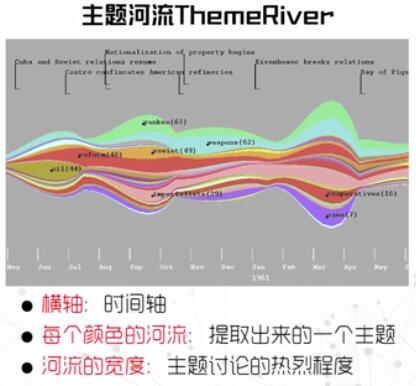 主题河流ThemeRiver
Nationalization of property begins
Cuba and Soviet relations resume
Eisenhower breaks relations
Castro confiscates American refineries
Bay of Pigs
yankee(63)
weapons(62)
soviet(49)
reform(48)
oil(44)
imperialists(29)
cooperatives(16)
cane(7)
May Jun Jul Aug Sep Oct Nov Dec Jan Feb Mar Apr May
1961
● 横轴：时间轴
● 每个颜色的河流：提取出来的一个主题
● 河流的宽度：主题讨论的热烈程度